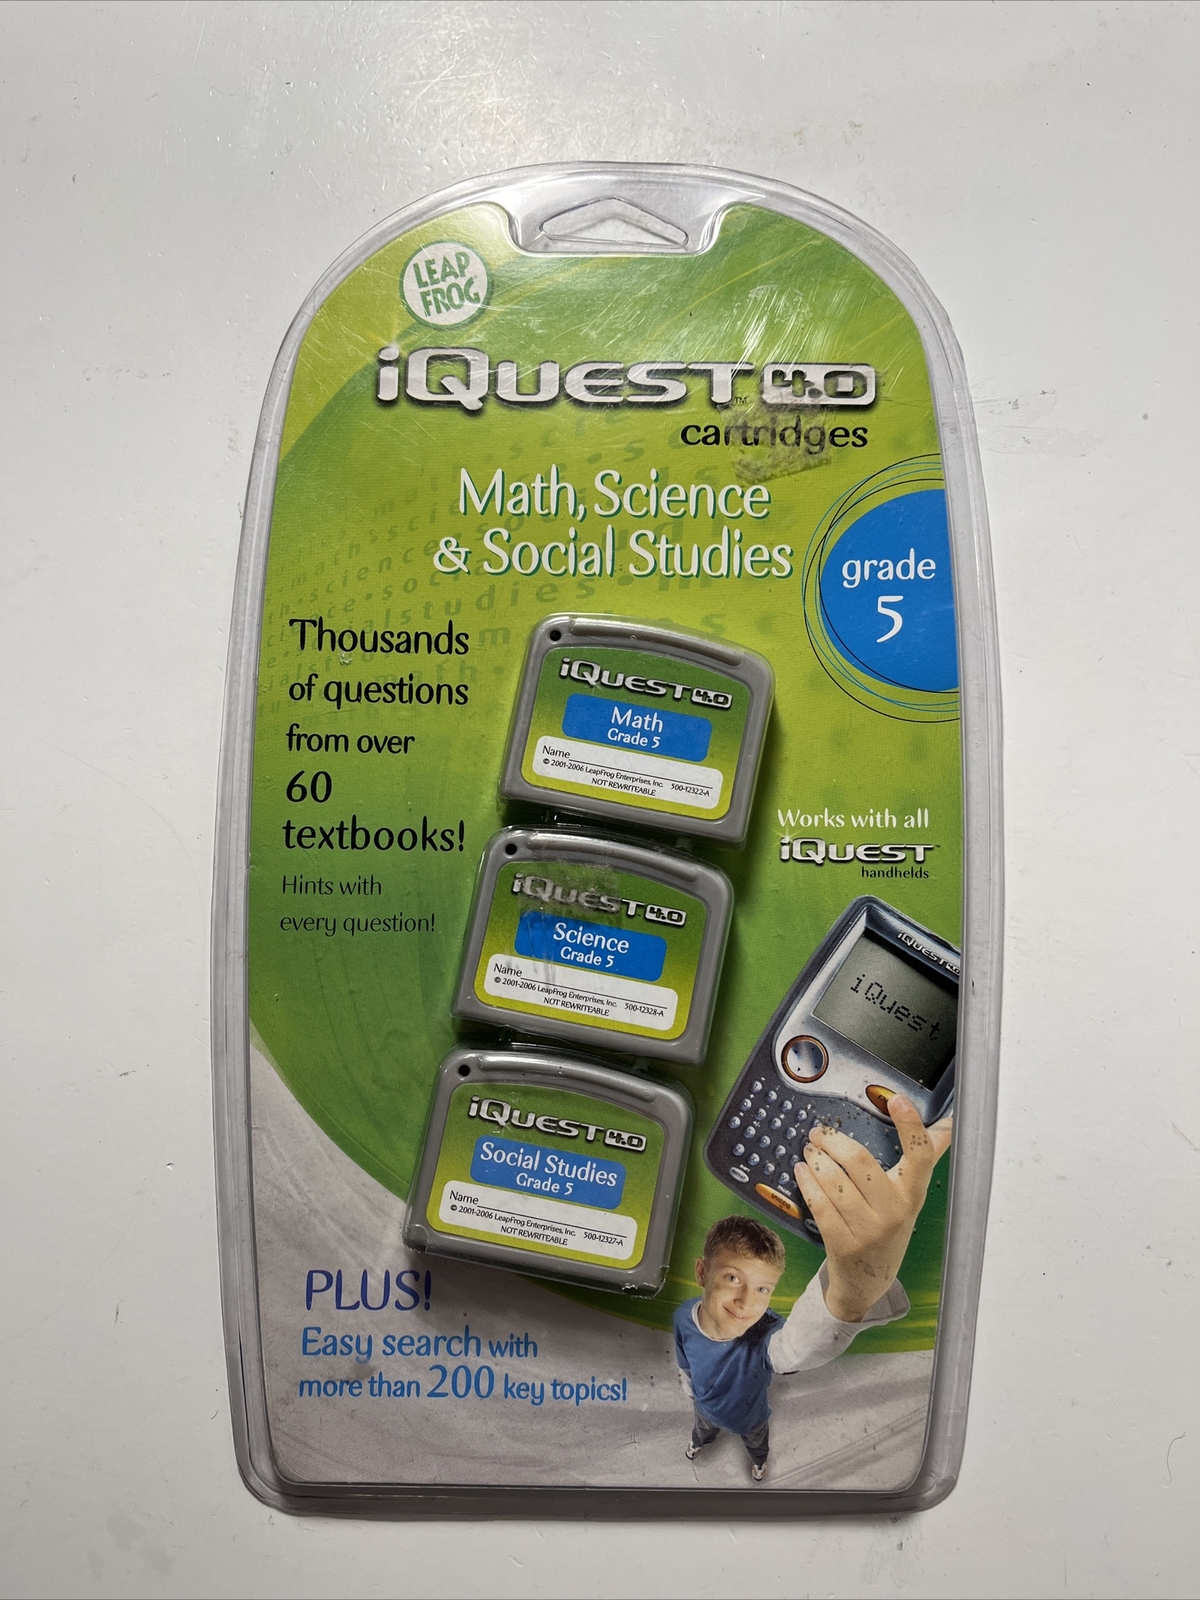 LEAP
FROG
iQUEST™ 4.0
cartridges
Math, Science
& Social Studies
grade
5
Thousands
of questions
from over
60
textbooks!
Hints with
every question!
iQUEST 4.0
Math
Grade 5
Name
© 2001-2006 LeapFrog Enterprises, Inc. 500-12322-A
NOT REWRITEABLE
Works with all
iQUEST™
handhelds
iQUEST 4.0
Science
Grade 5
Name
© 2001-2006 LeapFrog Enterprises, Inc. 500-12328-A
NOT REWRITEABLE
iQUEST 4.0
iQuest
iQUEST 4.0
Social Studies
Grade 5
Name
© 2001-2006 LeapFrog Enterprises, Inc. 500-12327-A
NOT REWRITEABLE
PLUS!
Easy search with
more than 200 key topics!